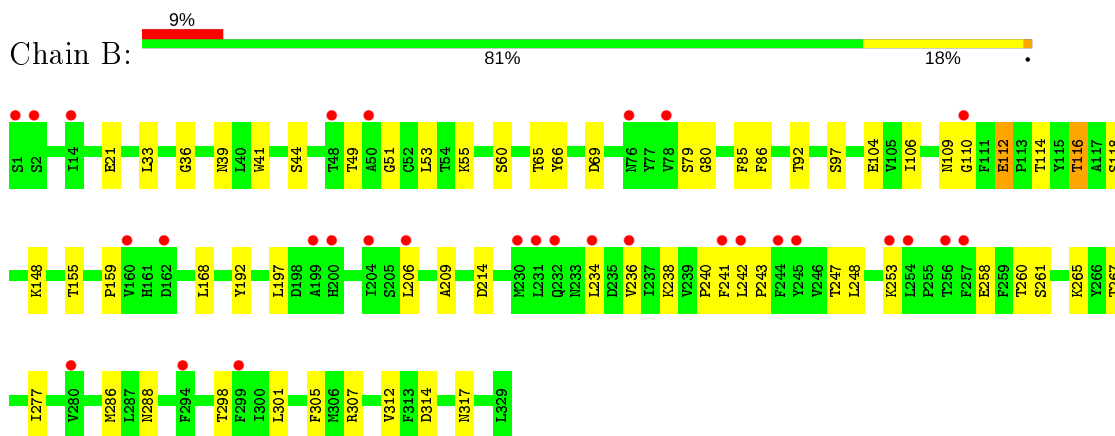 9%
Chain B:
81%
18%
.
S1 S2 I14 E21 L33 G36 N39 L40 W41 S44 T48 T49 A50 G51 C52 L53 T54 K55 S60 T65 Y66 D69 N76 Y77 V78 S79 G80 F85 F86 T92 S97 E104 V105 I106 N109 G110 F111 E112 P113 T114 Y115 T116 A117 S118
K148 T155 P159 V160 H161 D162 L168 Y192 L197 D198 A199 H200 I204 S205 L206 A209 D214 M230 L231 Q232 N233 L234 D235 V236 I237 K238 V239 P240 F241 L242 P243 F244 Y245 V246 T247 L248 K253 L254 P255 T256 F257 E258 F259 T260 S261 K265 Y266 T267
I277 V280 M286 L287 N288 F294 T298 F299 I300 L301 F305 M306 R307 V312 F313 D314 N317 L329